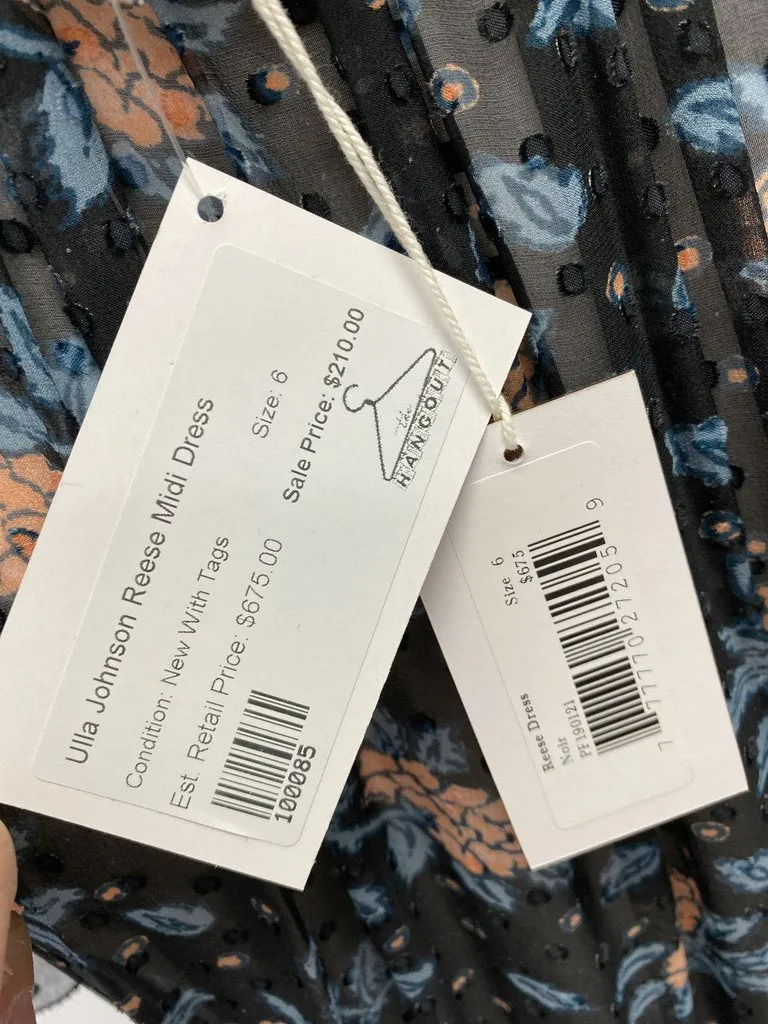 Ulla Johnson Reese Midi Dress
Size: 6
Condition: New With Tags
Est. Retail Price: $675.00
Sale Price: $210.00
100085
the
HANGOUT
Reese Dress
Noir
PF190121
Size 6
$675
7 77770 27205 9